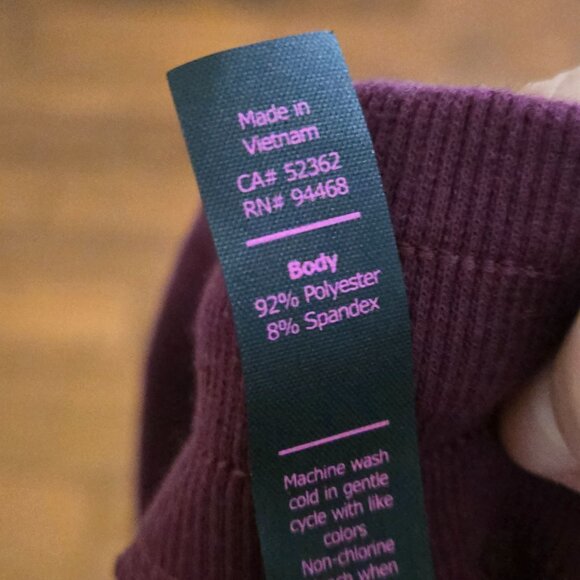 Made in
Vietnam
CA# 52362
RN# 94468
Body
92% Polyester
8% Spandex
Machine wash
cold in gentle
cycle with like
colors
Non-chlorine
when